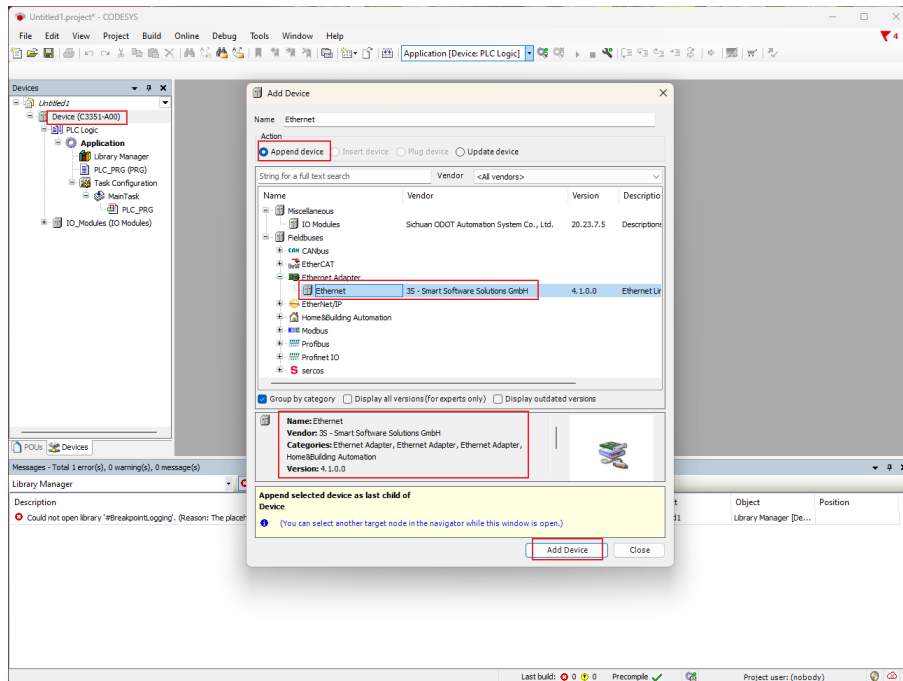 Untitled1.project* - CODESYS
File Edit View Project Build Online Debug Tools Window Help
4
Application [Device: PLC Logic]
Devices
Untitled1
Device (C3351-A00)
PLC Logic
Application
Library Manager
PLC_PRG (PRG)
Task Configuration
MainTask
PLC_PRG
IO_Modules (IO Modules)
POUs Devices
Add Device
Name Ethernet
Action
Append device Insert device Plug device Update device
String for a full text search Vendor <All vendors>
Name Vendor Version Descriptio
Miscellaneous
IO Modules Sichuan ODOT Automation System Co., Ltd. 20.23.7.5 Descriptions
Fieldbuses
CAN CANbus
EtherCAT
Ethernet Adapter
Ethernet 3S - Smart Software Solutions GmbH 4.1.0.0 Ethernet Lin
EtherNet/IP
Home&Building Automation
Modbus
Profibus
Profinet IO
S sercos
Group by category Display all versions(for experts only) Display outdated versions
Name: Ethernet
Vendor: 3S - Smart Software Solutions GmbH
Categories: Ethernet Adapter, Ethernet Adapter, Ethernet Adapter,
Home&Building Automation
Version: 4.1.0.0
Append selected device as last child of
Device
(You can select another target node in the navigator while this window is open.)
Add Device Close
Messages - Total 1 error(s), 0 warning(s), 0 message(s)
Library Manager
Description Object Position
Could not open library '#BreakpointLogging'. (Reason: The placeh Library Manager [De...
Last build: 0 0 Precompile Project user: (nobody)